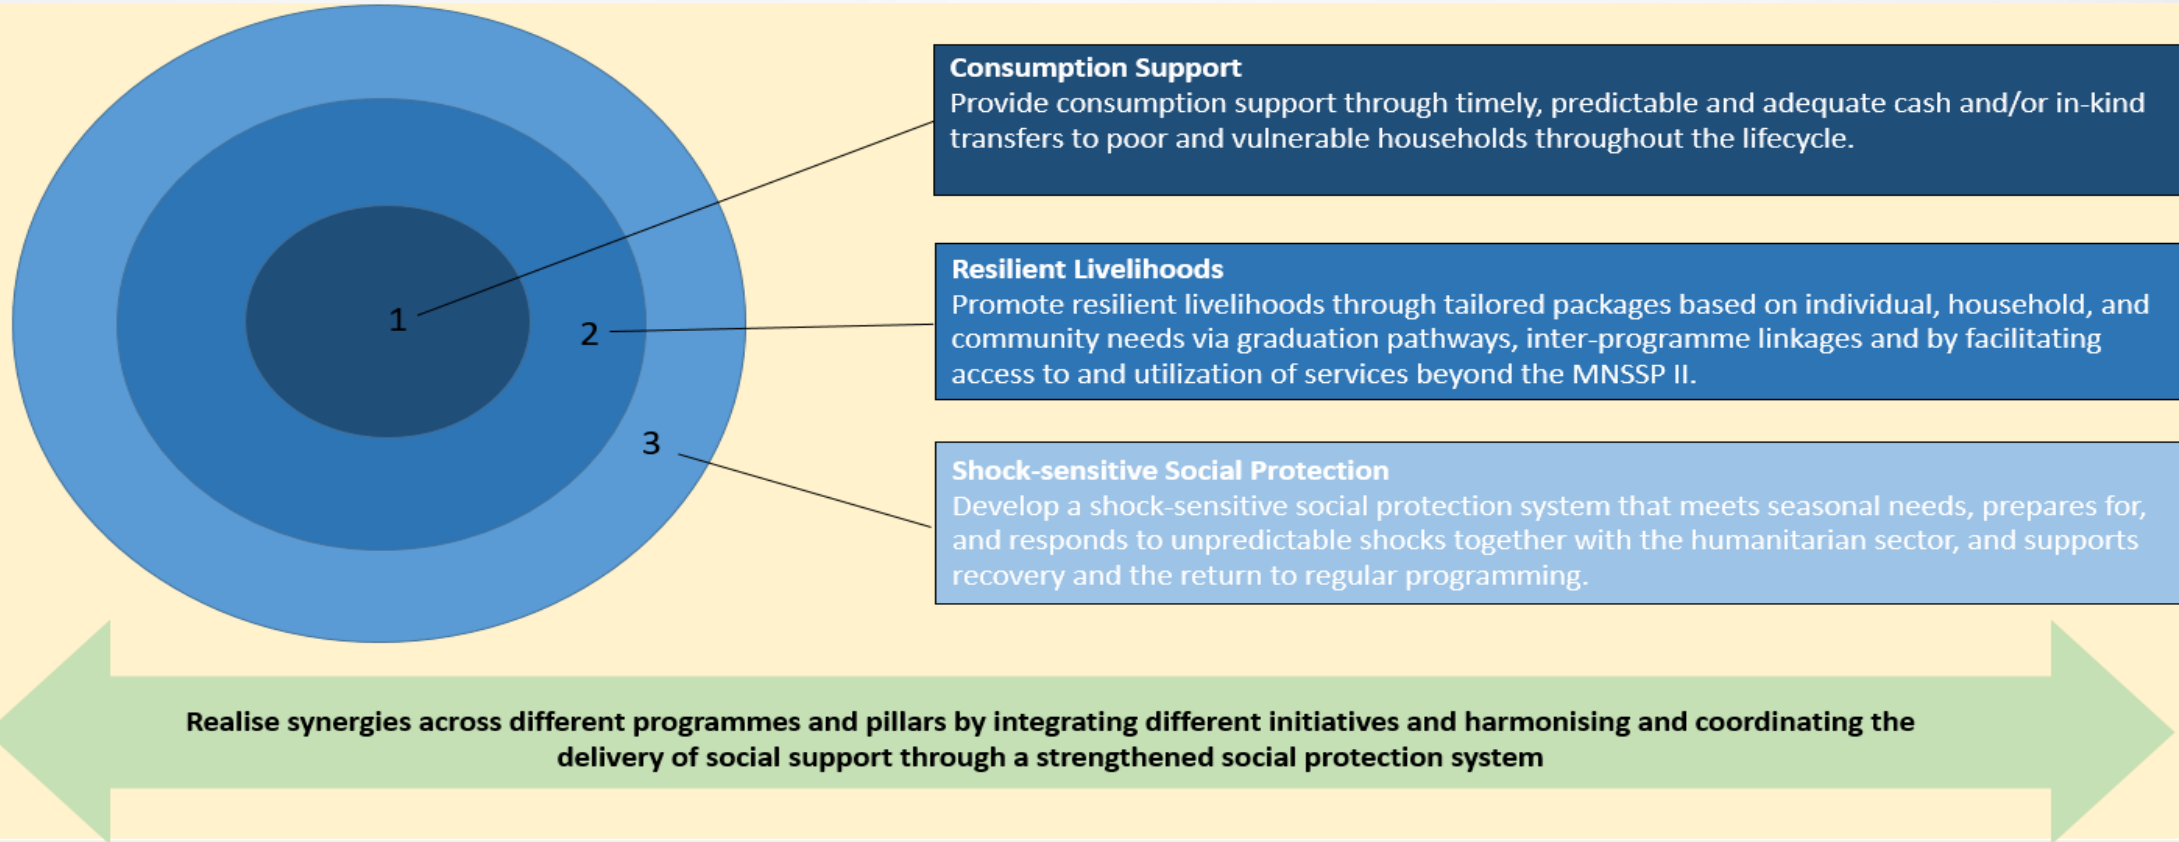 1
2
3
Consumption Support
Provide consumption support through timely, predictable and adequate cash and/or in-kind
transfers to poor and vulnerable households throughout the lifecycle.
Resilient Livelihoods
Promote resilient livelihoods through tailored packages based on individual, household, and
community needs via graduation pathways, inter-programme linkages and by facilitating
access to and utilization of services beyond the MNSSP II.
Shock-sensitive Social Protection
Develop a shock-sensitive social protection system that meets seasonal needs, prepares for,
and responds to unpredictable shocks together with the humanitarian sector, and supports
recovery and the return to regular programming.
Realise synergies across different programmes and pillars by integrating different initiatives and harmonising and coordinating the
delivery of social support through a strengthened social protection system